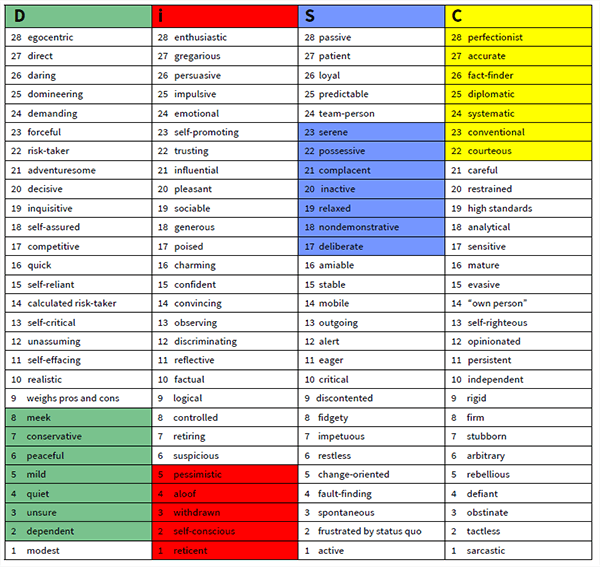 D i S C
28 egocentric 28 enthusiastic 28 passive 28 perfectionist
27 direct 27 gregarious 27 patient 27 accurate
26 daring 26 persuasive 26 loyal 26 fact-finder
25 domineering 25 impulsive 25 predictable 25 diplomatic
24 demanding 24 emotional 24 team-person 24 systematic
23 forceful 23 self-promoting 23 serene 23 conventional
22 risk-taker 22 trusting 22 possessive 22 courteous
21 adventuresome 21 influential 21 complacent 21 careful
20 decisive 20 pleasant 20 inactive 20 restrained
19 inquisitive 19 sociable 19 relaxed 19 high standards
18 self-assured 18 generous 18 nondemonstrative 18 analytical
17 competitive 17 poised 17 deliberate 17 sensitive
16 quick 16 charming 16 amiable 16 mature
15 self-reliant 15 confident 15 stable 15 evasive
14 calculated risk-taker 14 convincing 14 mobile 14 “own person”
13 self-critical 13 observing 13 outgoing 13 self-righteous
12 unassuming 12 discriminating 12 alert 12 opinionated
11 self-effacing 11 reflective 11 eager 11 persistent
10 realistic 10 factual 10 critical 10 independent
9 weighs pros and cons 9 logical 9 discontented 9 rigid
8 meek 8 controlled 8 fidgety 8 firm
7 conservative 7 retiring 7 impetuous 7 stubborn
6 peaceful 6 suspicious 6 restless 6 arbitrary
5 mild 5 pessimistic 5 change-oriented 5 rebellious
4 quiet 4 aloof 4 fault-finding 4 defiant
3 unsure 3 withdrawn 3 spontaneous 3 obstinate
2 dependent 2 self-conscious 2 frustrated by status quo 2 tactless
1 modest 1 reticent 1 active 1 sarcastic